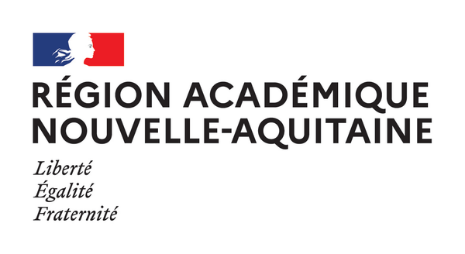 RÉGION ACADÉMIQUE
NOUVELLE-AQUITAINE
Liberté
Égalité
Fraternité